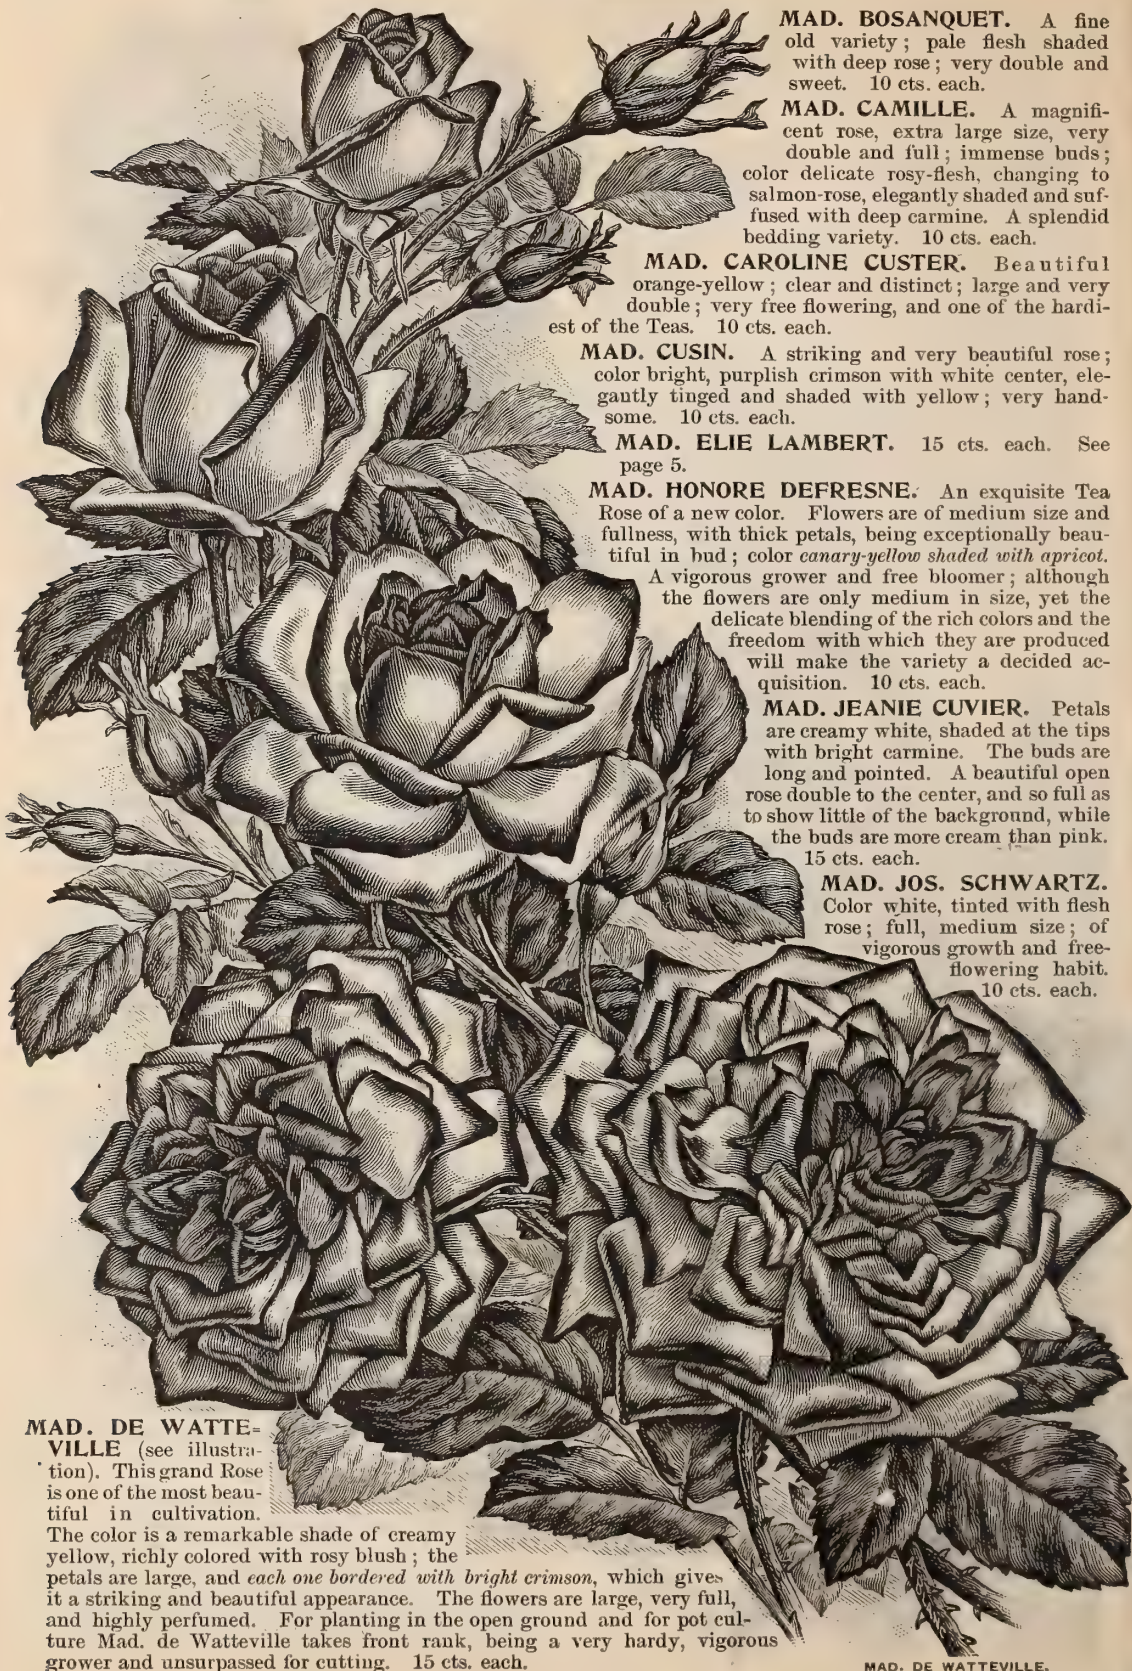 MAD. BOSANQUET. A fine
old variety; pale flesh shaded
with deep rose; very double and
sweet. 10 cts. each.
MAD. CAMILLE. A magnifi-
cent rose, extra large size, very
double and full; immense buds;
color delicate rosy-flesh, changing to
salmon-rose, elegantly shaded and suf-
fused with deep carmine. A splendid
bedding variety. 10 cts. each.
MAD. CAROLINE CUSTER. Beautiful
orange-yellow; clear and distinct; large and very
double; very free flowering, and one of the hardi-
est of the Teas. 10 cts. each.
MAD. CUSIN. A striking and very beautiful rose;
color bright, purplish crimson with white center, ele-
gantly tinged and shaded with yellow; very hand-
some. 10 cts. each.
MAD. ELIE LAMBERT. 15 cts. each. See
page 5.
MAD. HONORE DEFRESNE. An exquisite Tea
Rose of a new color. Flowers are of medium size and
fullness, with thick petals, being exceptionally beau-
tiful in bud; color canary-yellow shaded with apricot.
A vigorous grower and free bloomer; although
the flowers are only medium in size, yet the
delicate blending of the rich colors and the
freedom with which they are produced
will make the variety a decided ac-
quisition. 10 cts. each.
MAD. JEANIE CUVIER. Petals
are creamy white, shaded at the tips
with bright carmine. The buds are
long and pointed. A beautiful open
rose double to the center, and so full as
to show little of the background, while
the buds are more cream than pink.
15 cts. each.
MAD. JOS. SCHWARTZ.
Color white, tinted with flesh
rose; full, medium size; of
vigorous growth and free-
flowering habit.
10 cts. each.
MAD. DE WATTE=
VILLE (see illustra-
tion). This grand Rose
is one of the most beau-
tiful in cultivation.
The color is a remarkable shade of creamy
yellow, richly colored with rosy blush; the
petals are large, and each one bordered with bright crimson, which gives
it a striking and beautiful appearance. The flowers are large, very full,
and highly perfumed. For planting in the open ground and for pot cul-
ture Mad. de Watteville takes front rank, being a very hardy, vigorous
grower and unsurpassed for cutting. 15 cts. each.
MAD. DE WATTEVILLE.